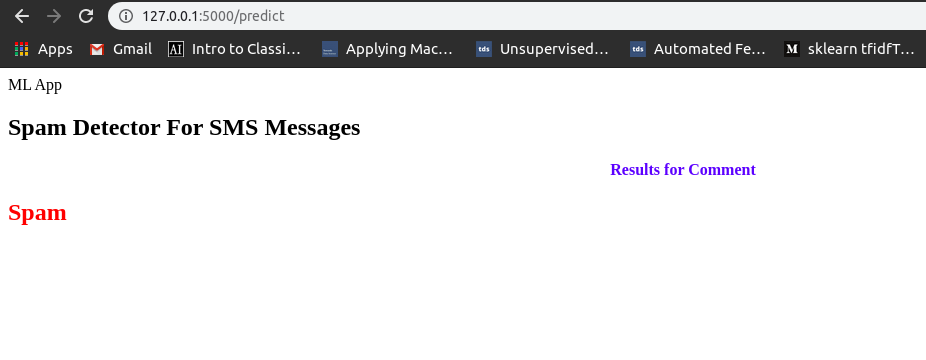 127.0.0.1:5000/predict
Apps Gmail AI Intro to Classi... Applying Mac... tds Unsupervised... tds Automated Fe... M sklearn tfidfT...
ML App
Spam Detector For SMS Messages
Results for Comment
Spam